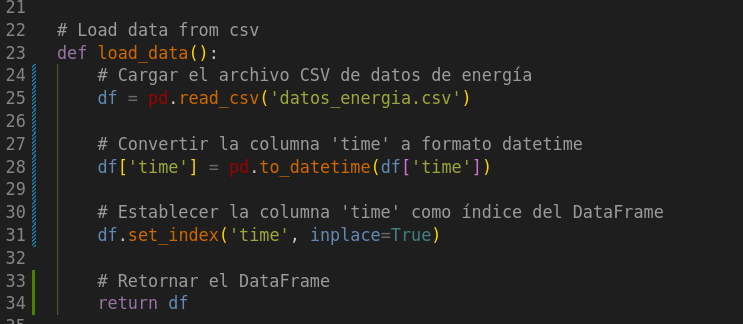 21
22 # Load data from csv
23 def load_data():
24     # Cargar el archivo CSV de datos de energía
25     df = pd.read_csv('datos_energia.csv')
26
27     # Convertir la columna 'time' a formato datetime
28     df['time'] = pd.to_datetime(df['time'])
29
30     # Establecer la columna 'time' como índice del DataFrame
31     df.set_index('time', inplace=True)
32
33     # Retornar el DataFrame
34     return df
35